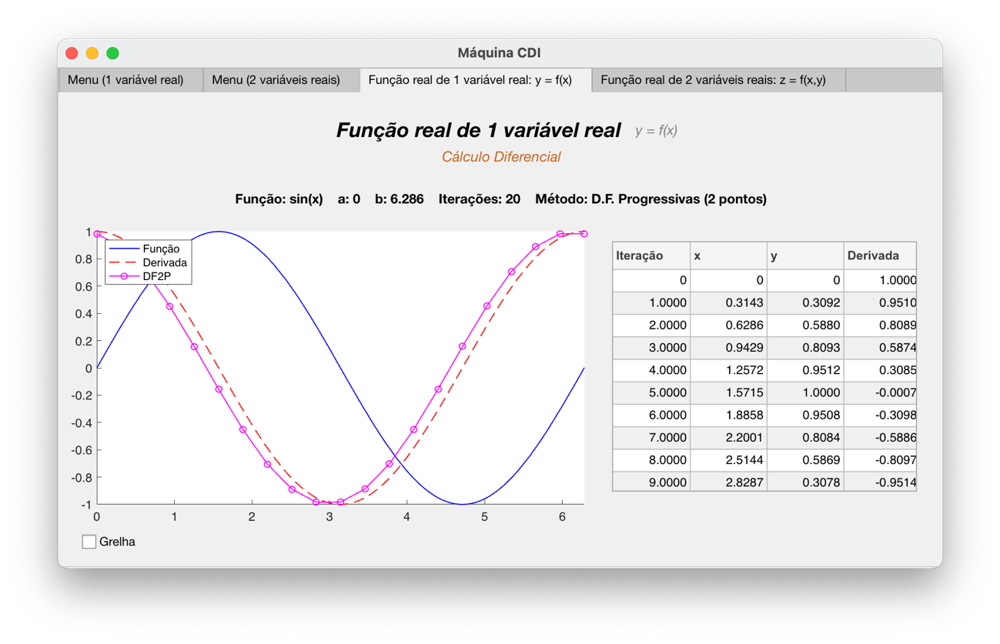 Máquina CDI
Menu (1 variável real) Menu (2 variáveis reais) Função real de 1 variável real: y = f(x) Função real de 2 variáveis reais: z = f(x,y)
Função real de 1 variável real y = f(x)
Cálculo Diferencial
Função: sin(x) a: 0 b: 6.286 Iterações: 20 Método: D.F. Progressivas (2 pontos)
1
0.8
0.6
0.4
0.2
0
-0.2
-0.4
-0.6
-0.8
-1
0 1 2 3 4 5 6
Função
Derivada
DF2P
Grelha
Iteração x y Derivada
0 0 0 1.0000
1.0000 0.3143 0.3092 0.9510
2.0000 0.6286 0.5880 0.8089
3.0000 0.9429 0.8093 0.5874
4.0000 1.2572 0.9512 0.3085
5.0000 1.5715 1.0000 -0.0007
6.0000 1.8858 0.9508 -0.3098
7.0000 2.2001 0.8084 -0.5886
8.0000 2.5144 0.5869 -0.8097
9.0000 2.8287 0.3078 -0.9514